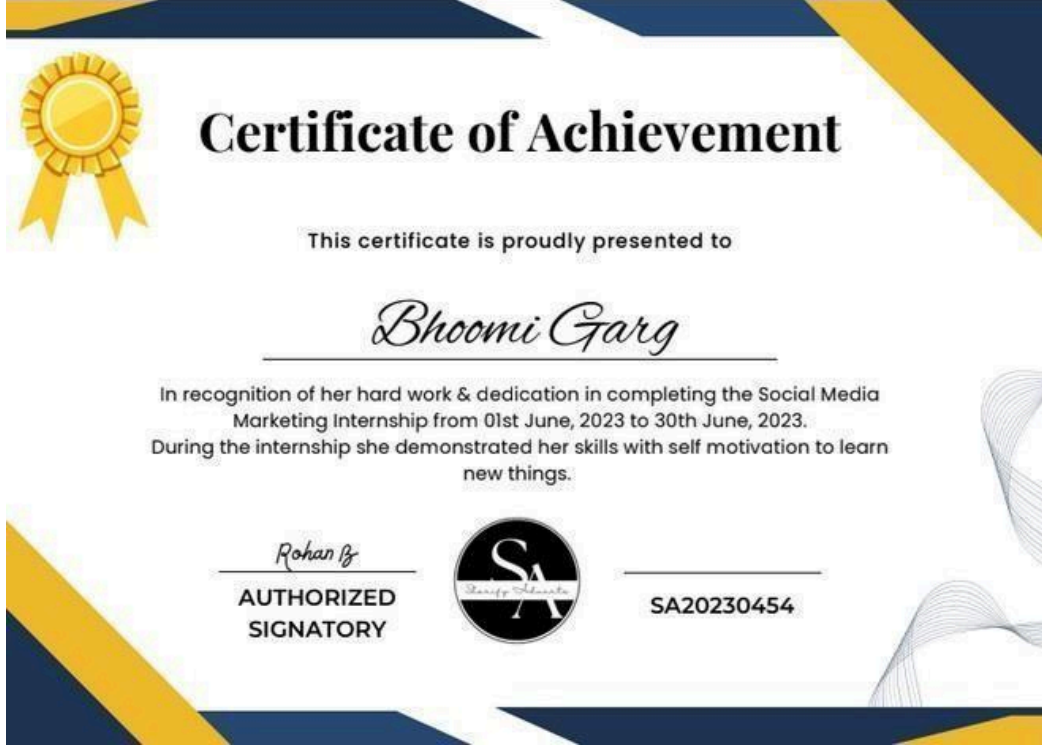 Certificate of Achievement
This certificate is proudly presented to
Bhoomi Garg
In recognition of her hard work & dedication in completing the Social Media
Marketing Internship from 01st June, 2023 to 30th June, 2023.
During the internship she demonstrated her skills with self motivation to learn
new things.
Rohan B
AUTHORIZED
SIGNATORY
SA
SA20230454